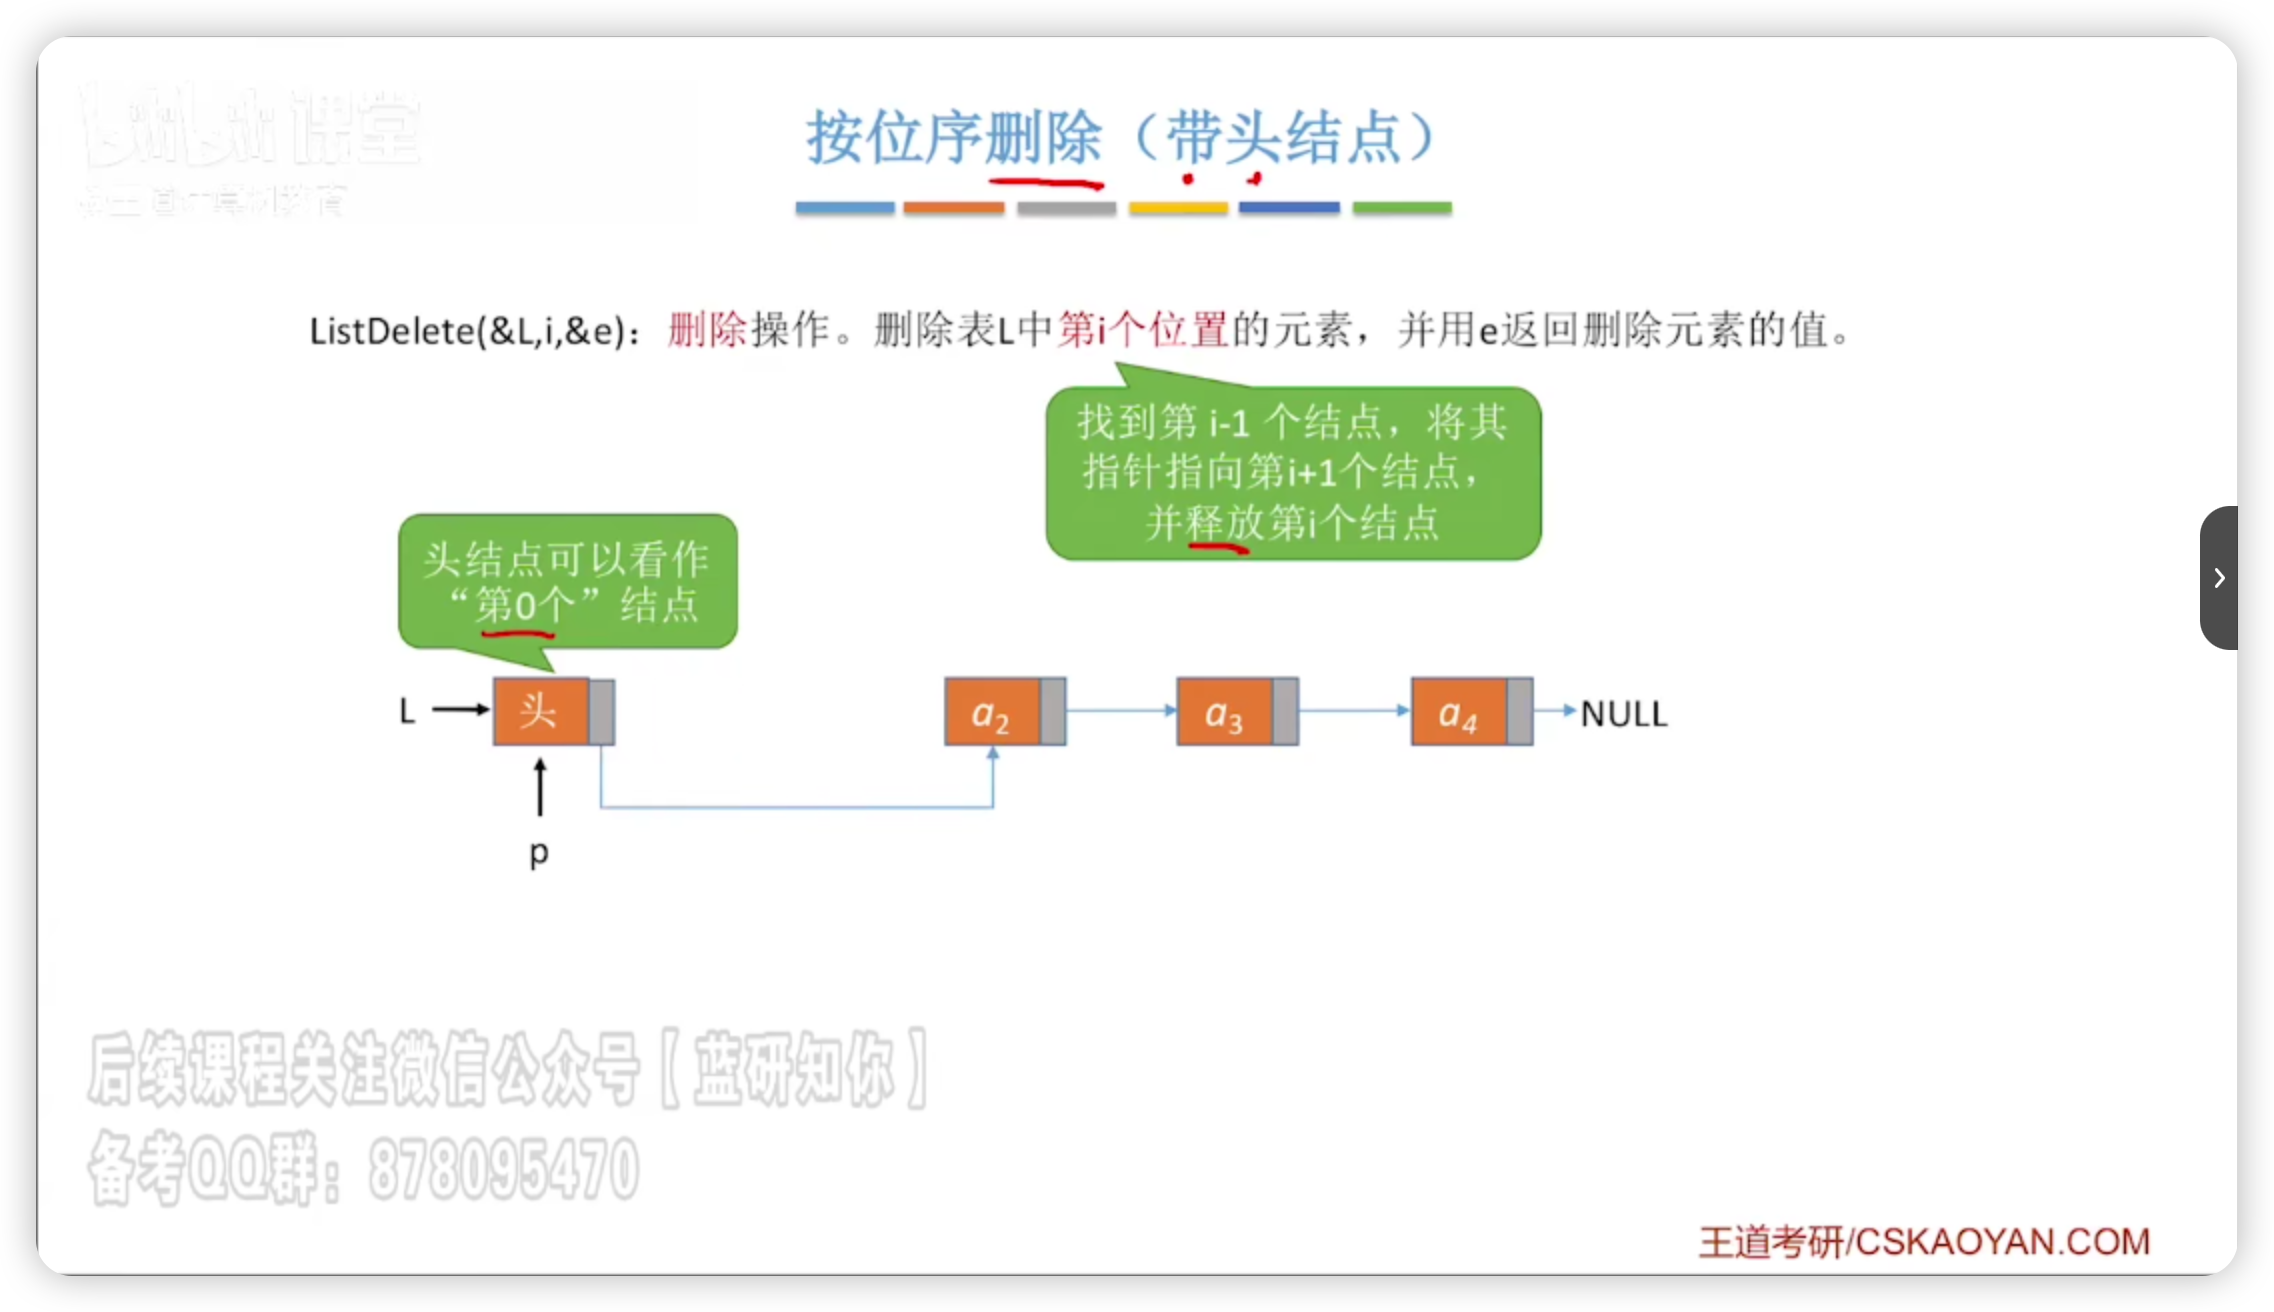 课堂
按位序删除（带头结点）
ListDelete(&L,i,&e)：删除操作。删除表L中第i个位置的元素，并用e返回删除元素的值。
找到第 i-1 个结点，将其
指针指向第i+1个结点，
并释放第i个结点
头结点可以看作
“第0个”结点
L
头
a2
a3
a4
NULL
p
后续课程关注微信公众号【蓝研知你】
备考QQ群：878095470
王道考研/CSKAOYAN.COM